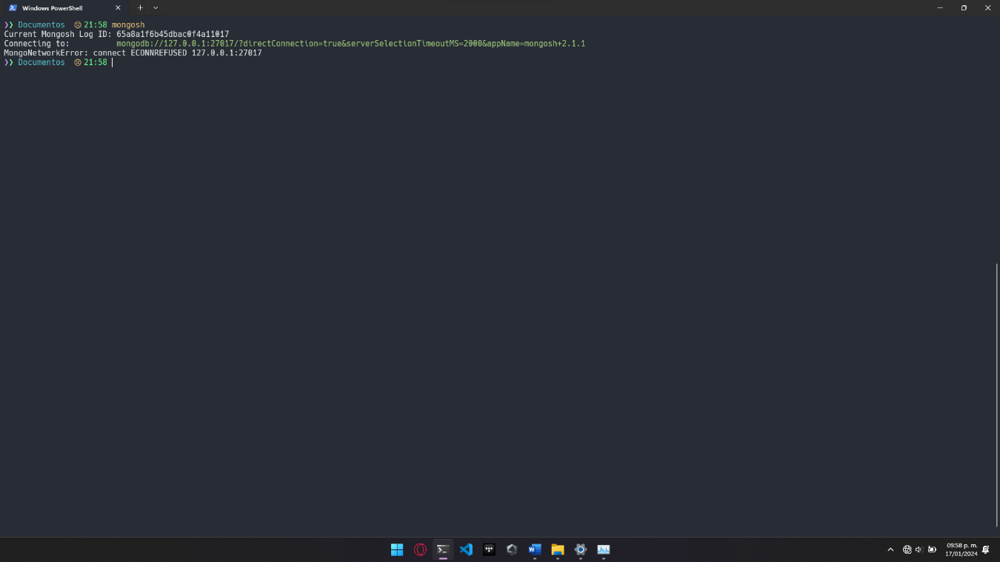 Windows PowerShell
❯❯ Documentos ☹ 21:58 mongosh
Current Mongosh Log ID: 65a8a1f6b45dbac0f4a11017
Connecting to: mongodb://127.0.0.1:27017/?directConnection=true&serverSelectionTimeoutMS=2000&appName=mongosh+2.1.1
MongoNetworkError: connect ECONNREFUSED 127.0.0.1:27017
❯❯ Documentos ☹ 21:58
09:58 p. m.
17/01/2024